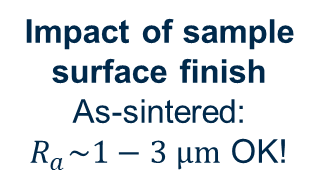 Impact of sample
surface finish
As-sintered:
𝑅ₐ~1 − 3 μm OK!